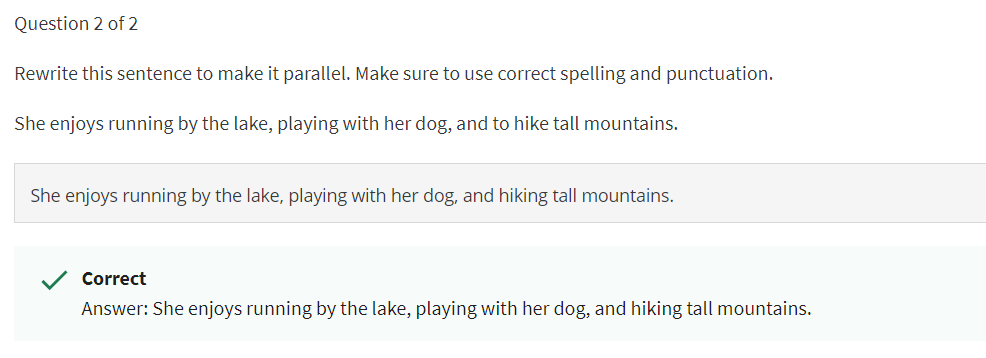 Question 2 of 2
Rewrite this sentence to make it parallel. Make sure to use correct spelling and punctuation.
She enjoys running by the lake, playing with her dog, and to hike tall mountains.
She enjoys running by the lake, playing with her dog, and hiking tall mountains.
Correct
Answer: She enjoys running by the lake, playing with her dog, and hiking tall mountains.